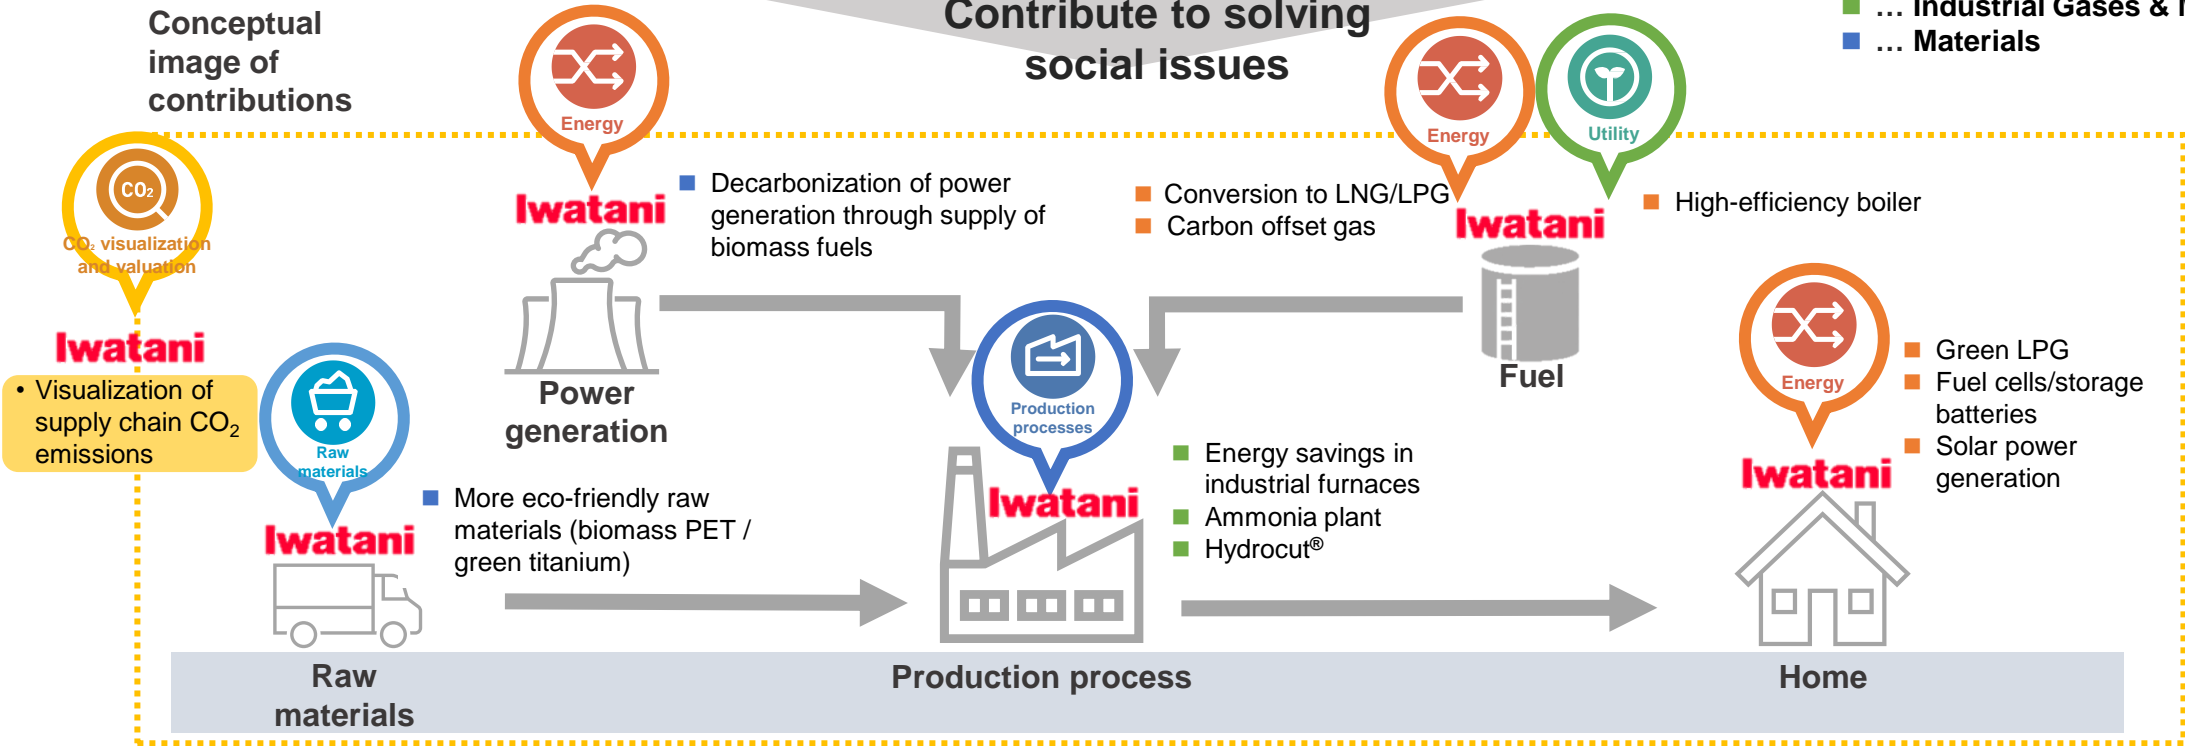 Conceptual
image of
contributions
Contribute to solving
social issues
… Industrial Gases &
… Materials
Energy
Energy
Utility
CO₂
CO₂ visualization
and valuation
Iwatani
• Visualization of
supply chain CO₂
emissions
Iwatani
Decarbonization of power
generation through supply of
biomass fuels
Power
generation
Conversion to LNG/LPG
Carbon offset gas
Iwatani
High-efficiency boiler
Fuel
Raw
materials
Iwatani
More eco-friendly raw
materials (biomass PET /
green titanium)
Production
processes
Iwatani
Energy savings in
industrial furnaces
Ammonia plant
Hydrocut®
Energy
Iwatani
Green LPG
Fuel cells/storage
batteries
Solar power
generation
Raw
materials
Production process
Home